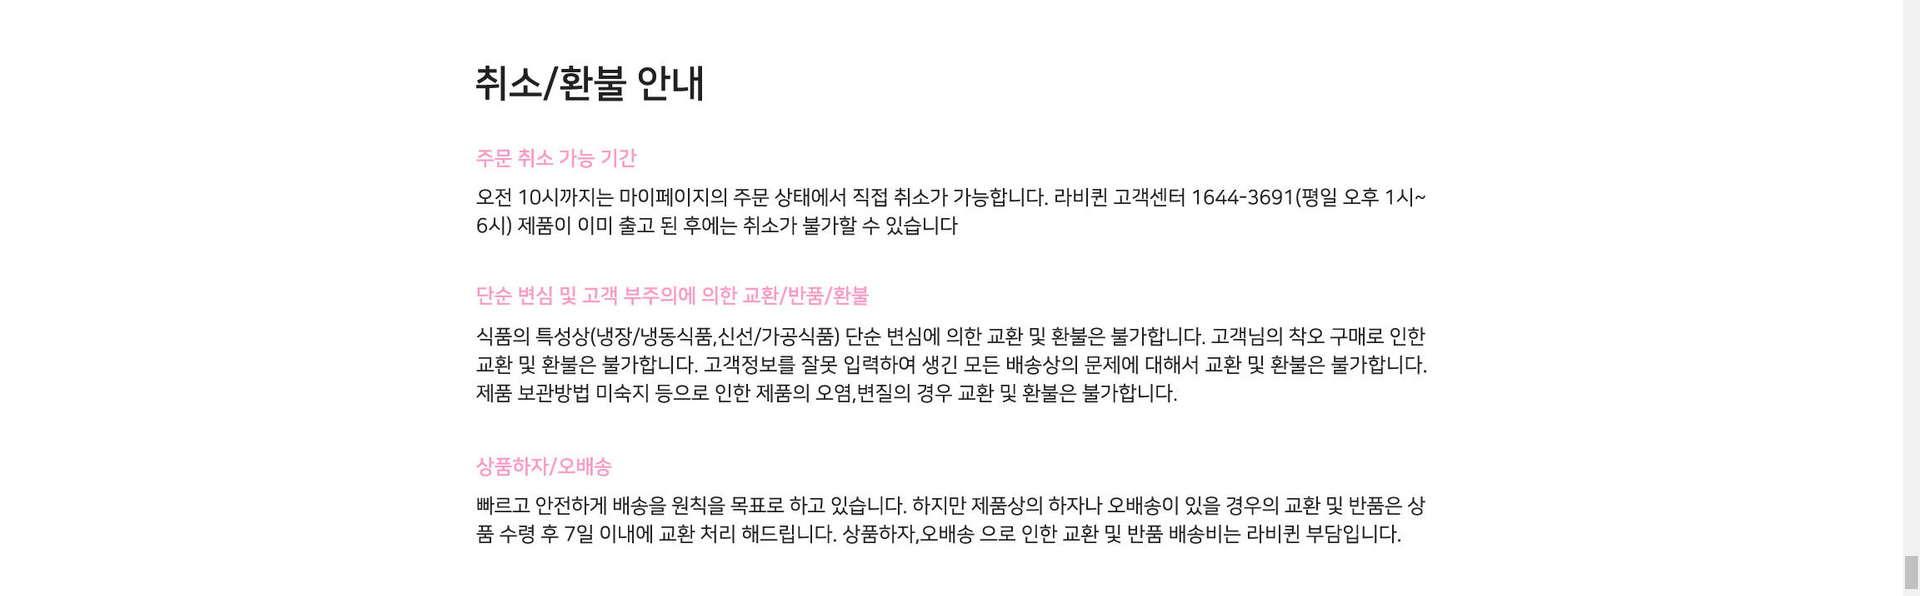 취소/환불 안내
주문 취소 가능 기간
오전 10시까지는 마이페이지의 주문 상태에서 직접 취소가 가능합니다. 라비퀸 고객센터 1644-3691(평일 오후 1시~
6시) 제품이 이미 출고 된 후에는 취소가 불가할 수 있습니다
단순 변심 및 고객 부주의에 의한 교환/반품/환불
식품의 특성상(냉장/냉동식품,신선/가공식품) 단순 변심에 의한 교환 및 환불은 불가합니다. 고객님의 착오 구매로 인한
교환 및 환불은 불가합니다. 고객정보를 잘못 입력하여 생긴 모든 배송상의 문제에 대해서 교환 및 환불은 불가합니다.
제품 보관방법 미숙지 등으로 인한 제품의 오염,변질의 경우 교환 및 환불은 불가합니다.
상품하자/오배송
빠르고 안전하게 배송을 원칙을 목표로 하고 있습니다. 하지만 제품상의 하자나 오배송이 있을 경우의 교환 및 반품은 상
품 수령 후 7일 이내에 교환 처리 해드립니다. 상품하자,오배송 으로 인한 교환 및 반품 배송비는 라비퀸 부담입니다.